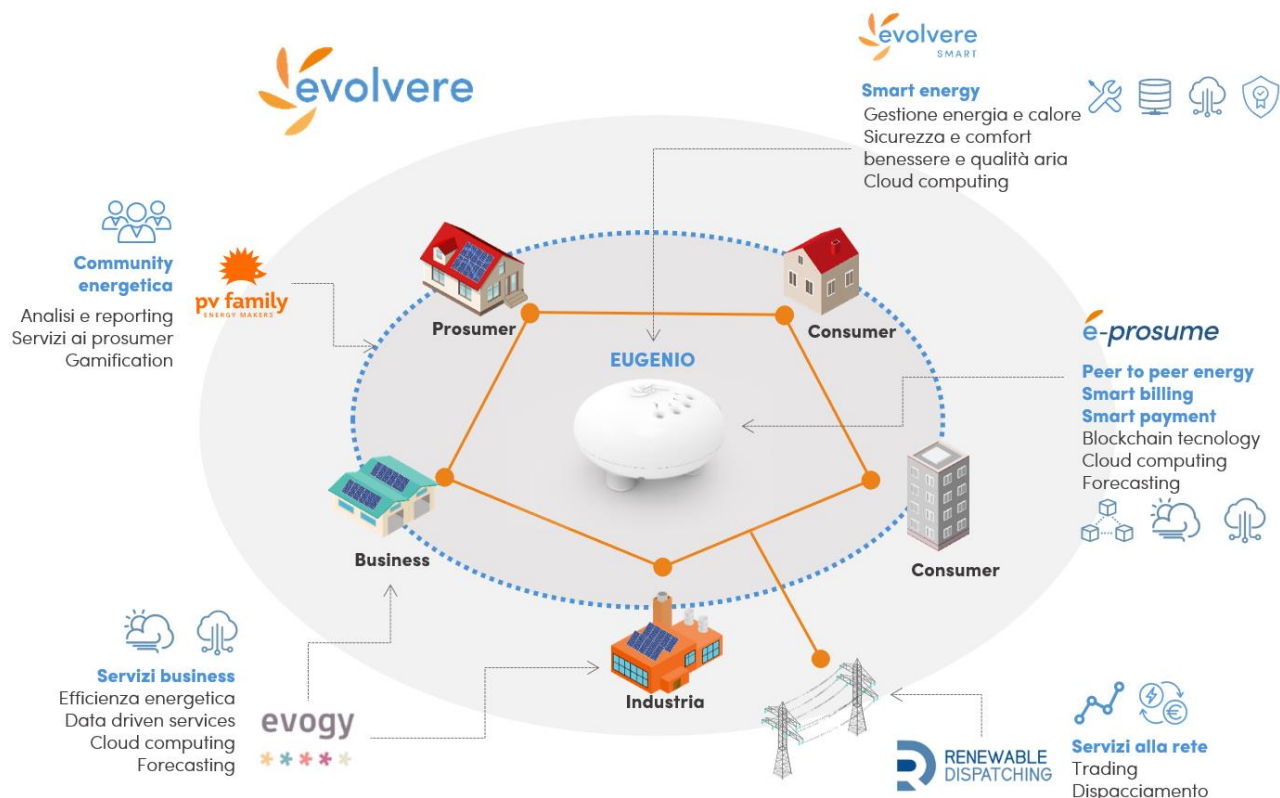 evolvere
evolvere
SMART
Smart energy
Gestione energia e calore
Sicurezza e comfort
benessere e qualità aria
Cloud computing
Community
energetica
Analisi e reporting
Servizi ai prosumer
Gamification
pv family
ENERGY MAKERS
Prosumer
Consumer
EUGENIO
e-prosume
Peer to peer energy
Smart billing
Smart payment
Blockchain tecnology
Cloud computing
Forecasting
Business
Consumer
Industria
Servizi business
Efficienza energetica
Data driven services
Cloud computing
Forecasting
evogy
RENEWABLE
DISPATCHING
Servizi alla rete
Trading
Dispacciamento